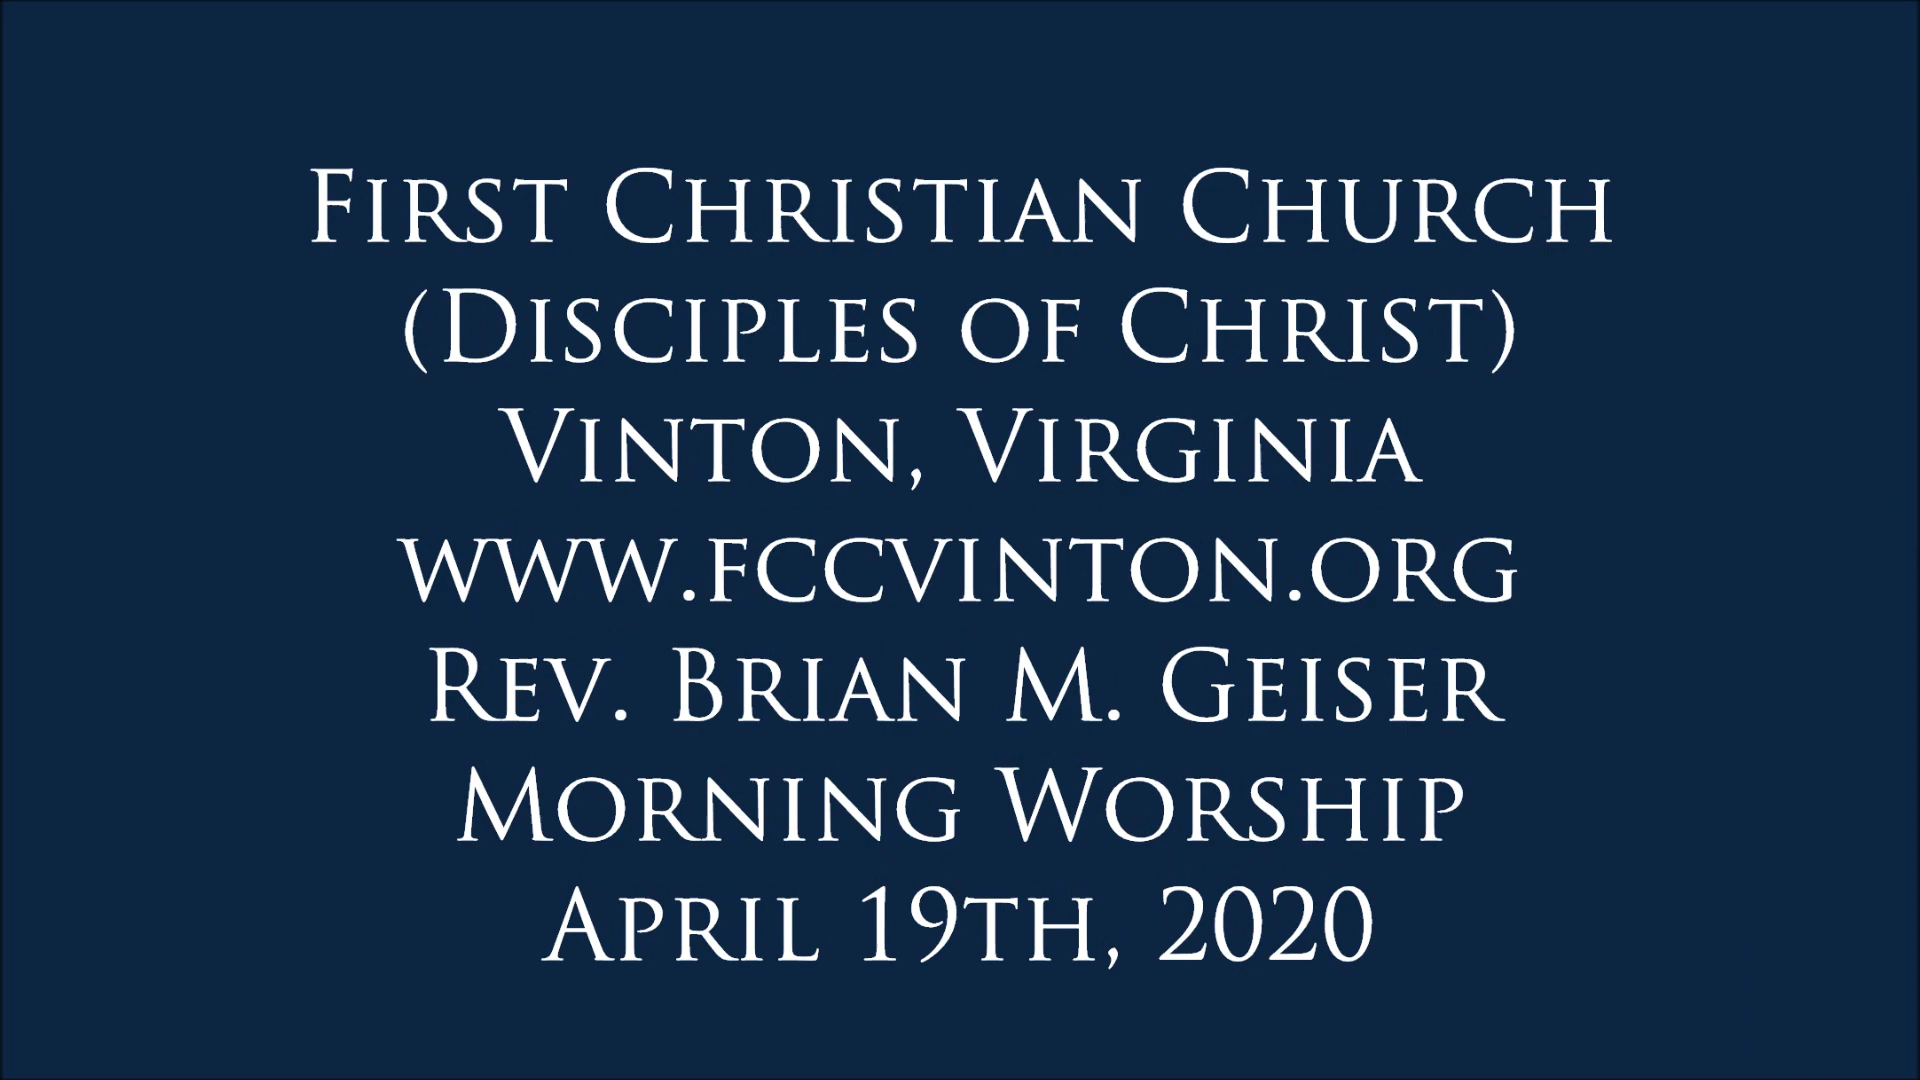 First Christian Church
(Disciples of Christ)
Vinton, Virginia
www.fccvinton.org
Rev. Brian M. Geiser
Morning Worship
April 19th, 2020